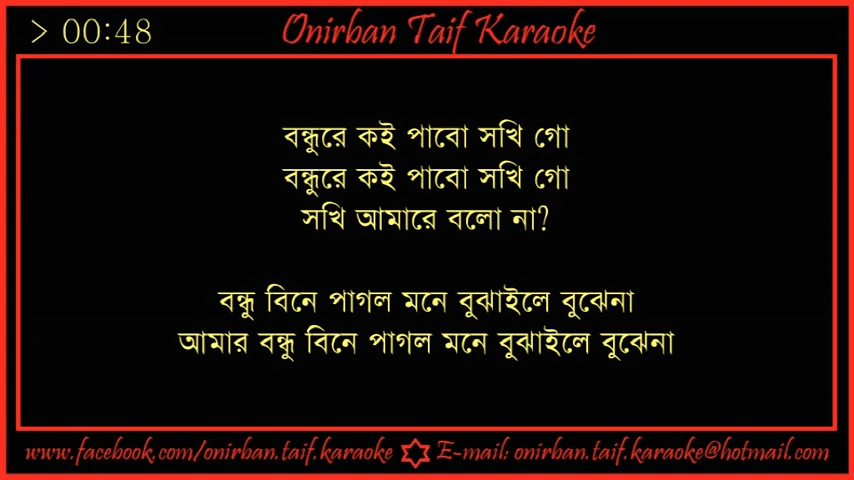 > 00:48
Onirban Taif Karaoke
বন্ধুরে কই পাবো সখি গো
বন্ধুরে কই পাবো সখি গো
সখি আমারে বলো না?
বন্ধু বিনে পাগল মনে বুঝাইলে বুঝেনা
আমার বন্ধু বিনে পাগল মনে বুঝাইলে বুঝেনা
www.facebook.com/onirban.taif.karaoke E-mail: onirban.taif.karaoke@hotmail.com